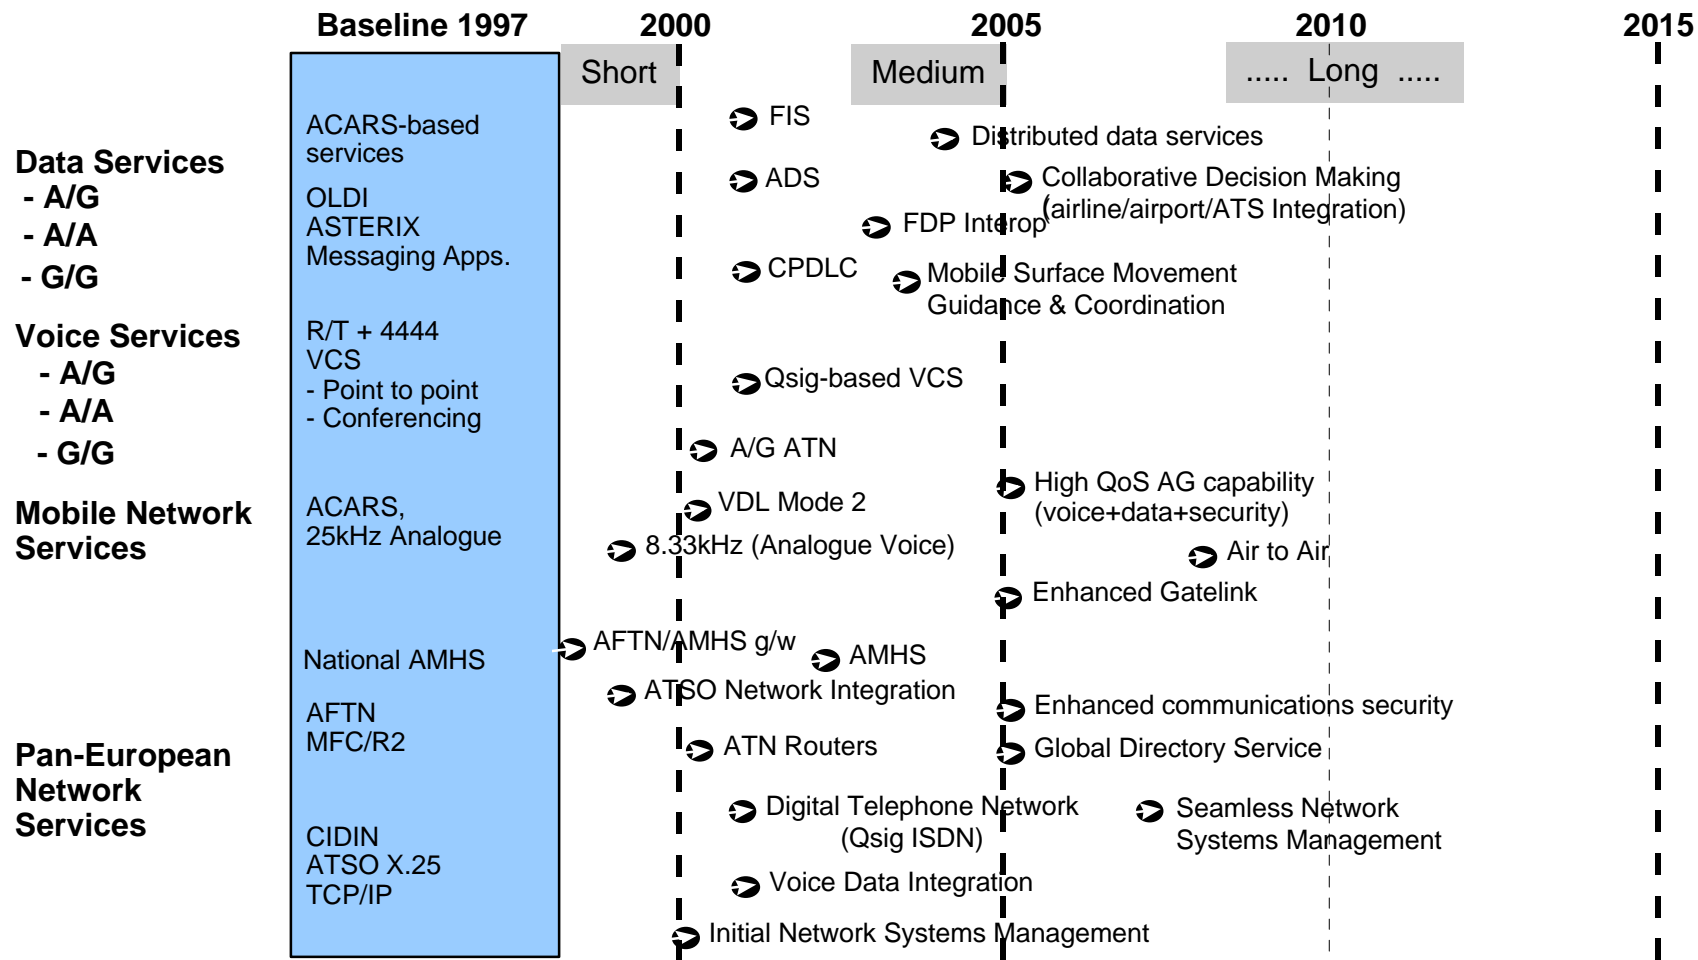 Baseline 1997
2000
2005
2010
2015
Short
Medium
..... Long .....
Data Services
- A/G
- A/A
- G/G
Voice Services
- A/G
- A/A
- G/G
Mobile Network
Services
Pan-European
Network
Services
ACARS-based
services
OLDI
ASTERIX
Messaging Apps.
R/T + 4444
VCS
- Point to point
- Conferencing
ACARS,
25kHz Analogue
National AMHS
AFTN
MFC/R2
CIDIN
ATSO X.25
TCP/IP
FIS
Distributed data services
ADS
Collaborative Decision Making
(airline/airport/ATS Integration)
FDP Interop
CPDLC
Mobile Surface Movement
Guidance & Coordination
Qsig-based VCS
A/G ATN
High QoS AG capability
(voice+data+security)
VDL Mode 2
8.33kHz (Analogue Voice)
Air to Air
Enhanced Gatelink
AFTN/AMHS g/w
AMHS
ATSO Network Integration
Enhanced communications security
ATN Routers
Global Directory Service
Digital Telephone Network
(Qsig ISDN)
Seamless Network
Systems Management
Voice Data Integration
Initial Network Systems Management